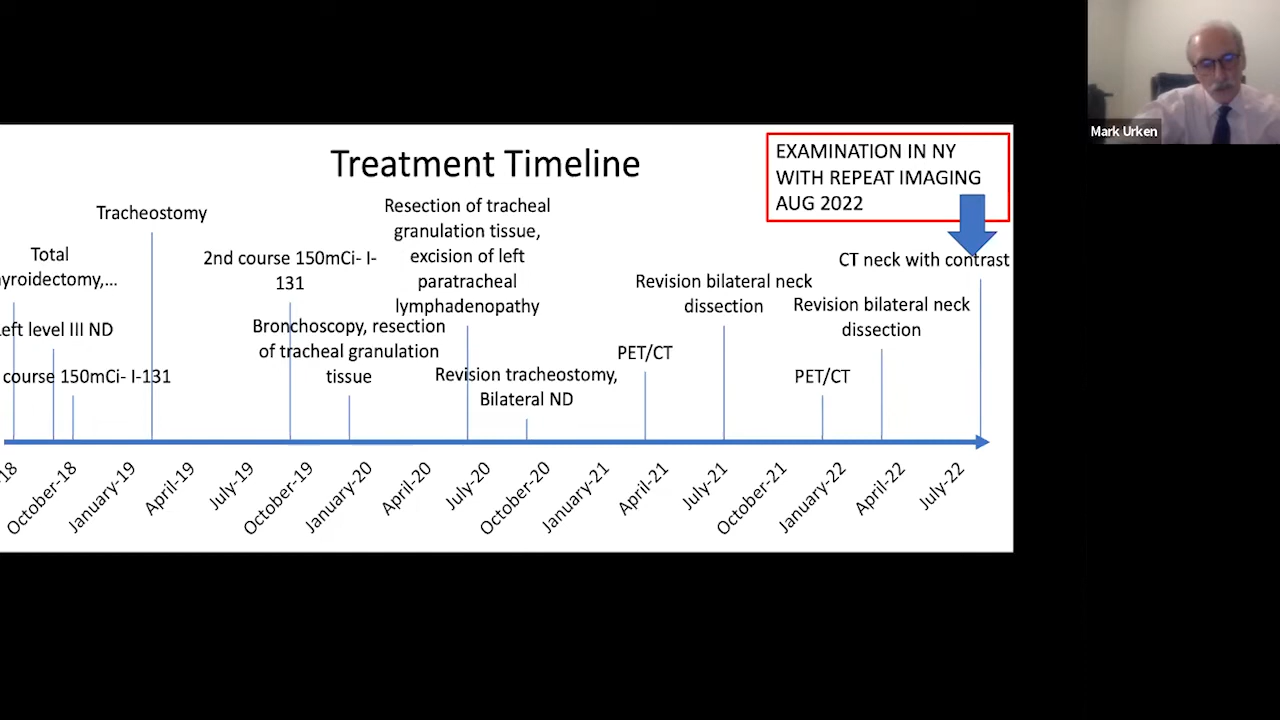 Mark Urken
Treatment Timeline
EXAMINATION IN NY
WITH REPEAT IMAGING
AUG 2022
Total
yroidectomy,...
eft level III ND
course 150mCi- I-131
Tracheostomy
2nd course 150mCi- I-
131
Bronchoscopy, resection
of tracheal granulation
tissue
Resection of tracheal
granulation tissue,
excision of left
paratracheal
lymphadenopathy
Revision tracheostomy,
Bilateral ND
PET/CT
Revision bilateral neck
dissection
PET/CT
Revision bilateral neck
dissection
CT neck with contrast
-18
October-18
January-19
April-19
July-19
October-19
January-20
April-20
July-20
October-20
January-21
April-21
July-21
October-21
January-22
April-22
July-22